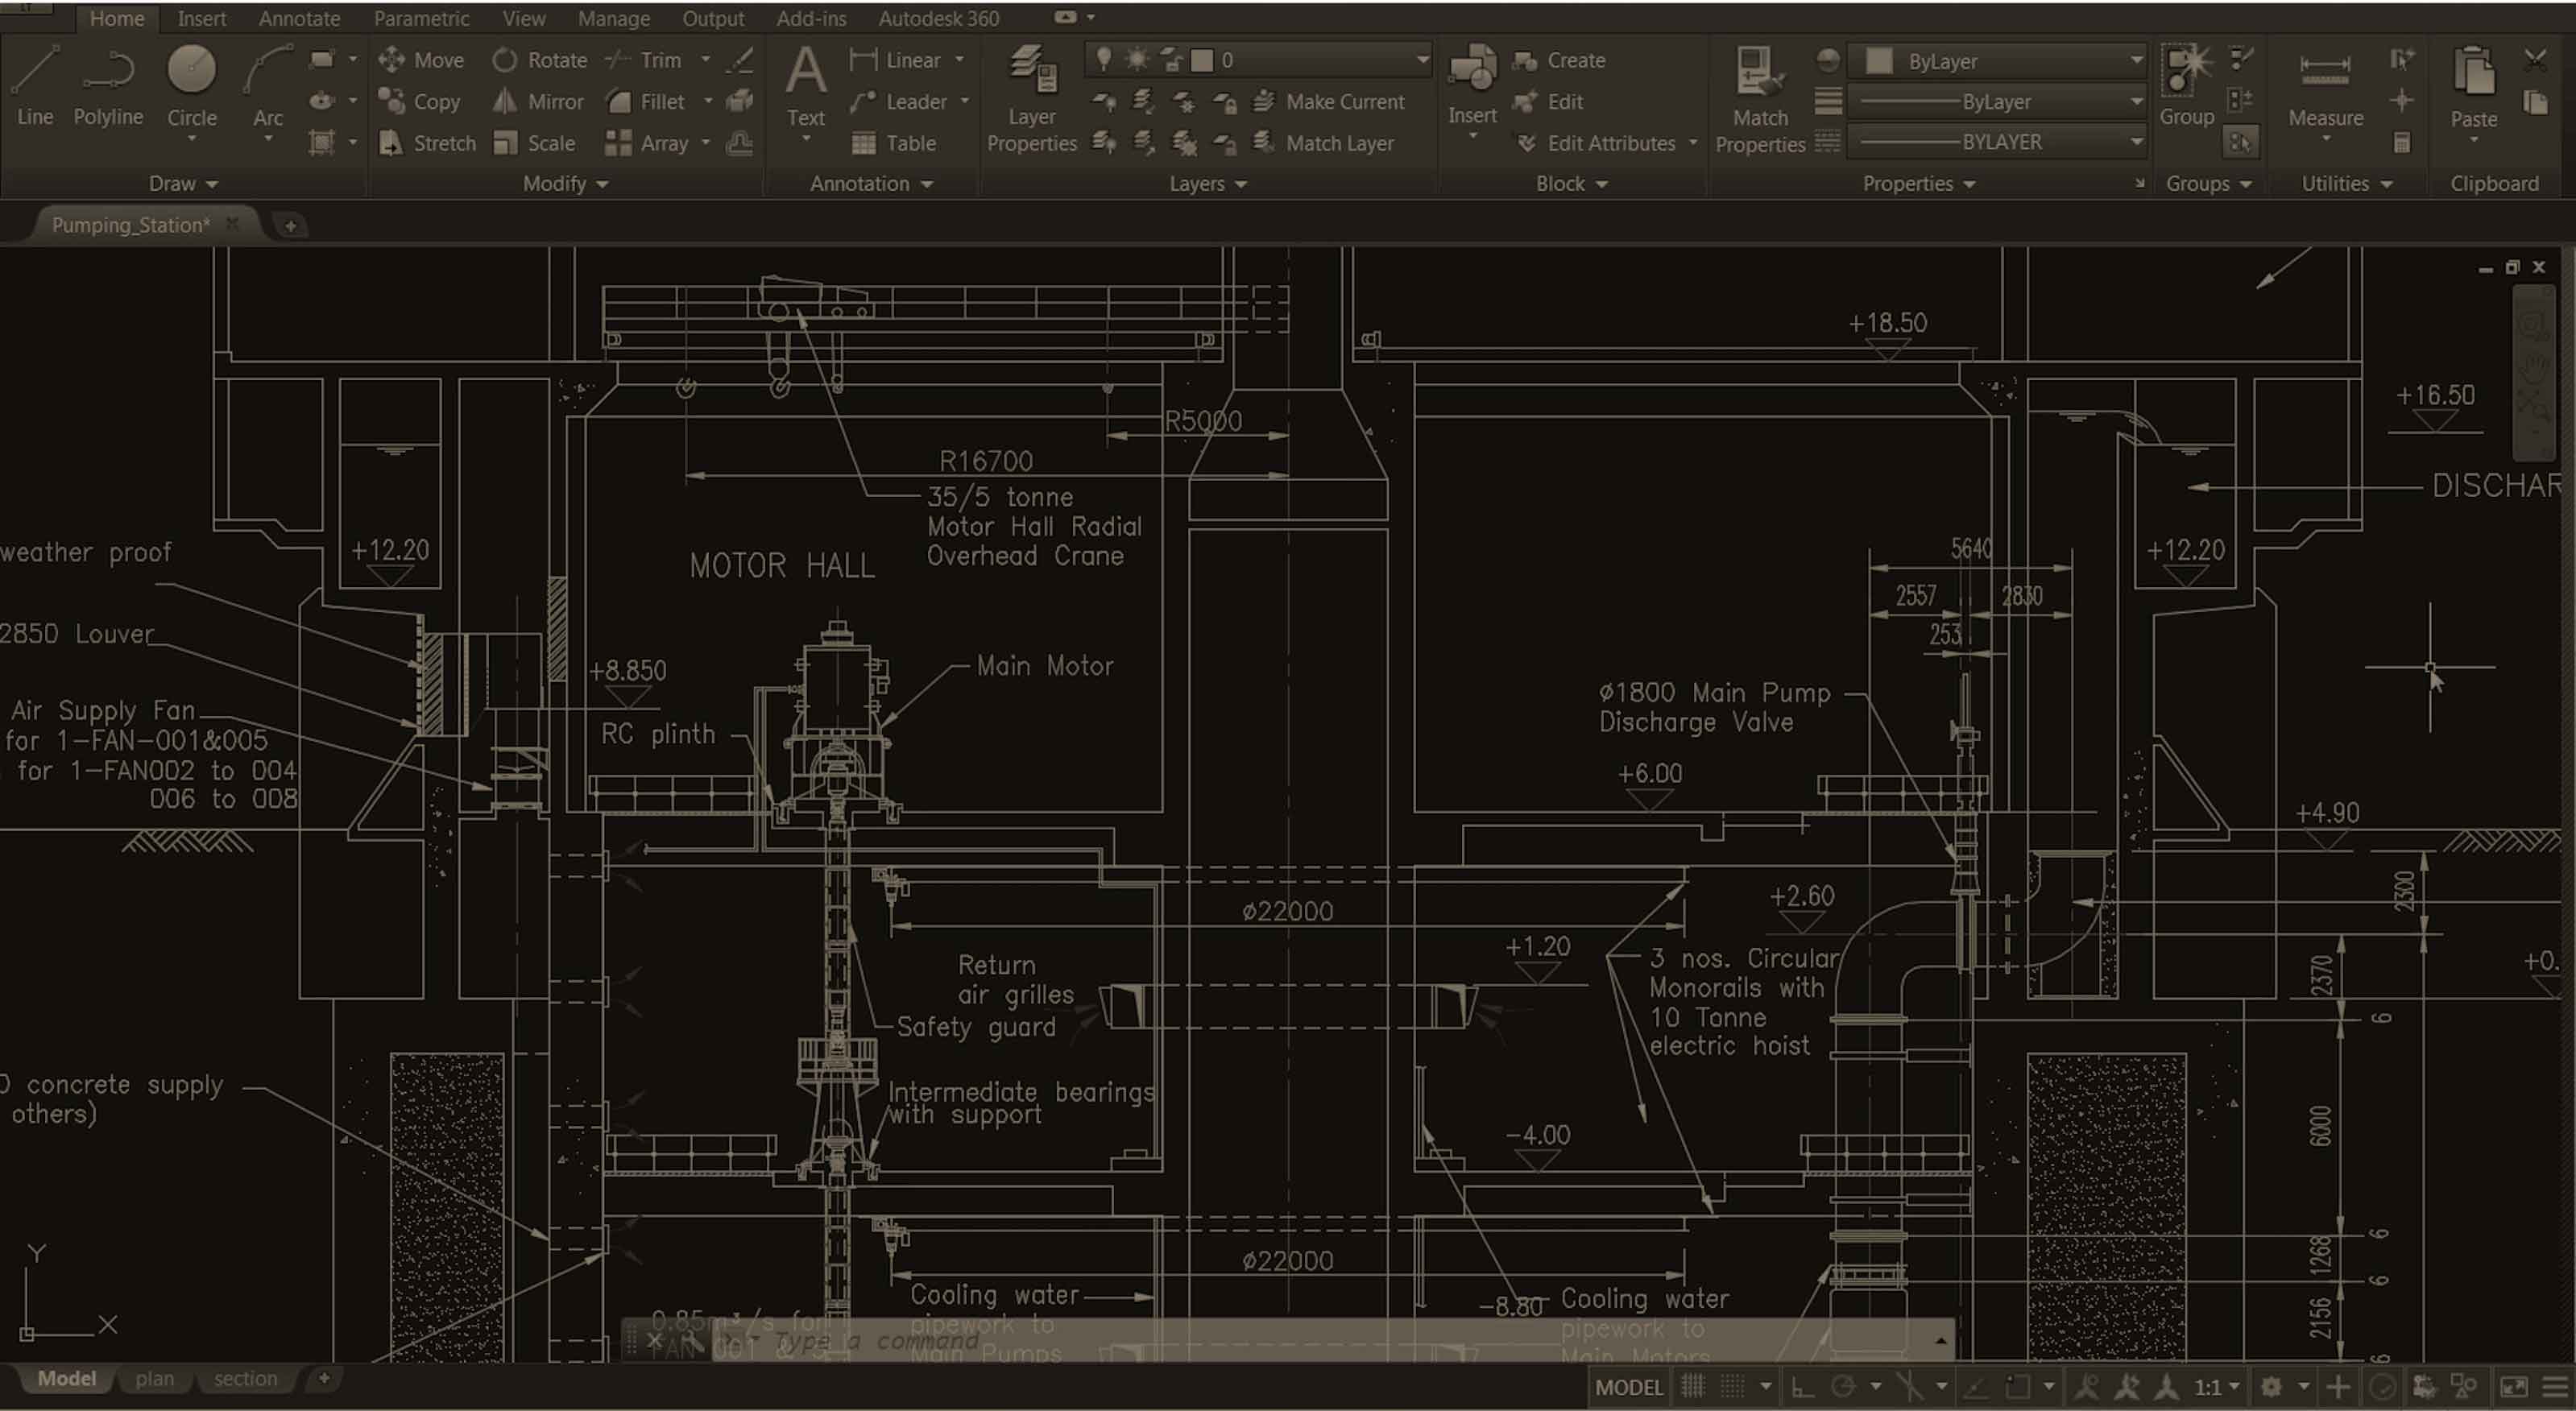 Home Insert Annotate Parametric View Manage Output Add-ins Autodesk 360
Line Polyline Circle Arc
Move Rotate Trim
Copy Mirror Fillet
Stretch Scale Array
Text
Linear
Leader
Table
Layer
Properties
0
Make Current
Match Layer
Insert
Create
Edit
Edit Attributes
Match
Properties
ByLayer
ByLayer
BYLAYER
Group
Measure
Paste
Draw Modify Annotation Layers Block Properties Groups Utilities Clipboard
Pumping_Station*
+18.50
+16.50
R5000
R16700
35/5 tonne
Motor Hall Radial
Overhead Crane
MOTOR HALL
DISCHAR
weather proof
+12.20
5640
+12.20
2557
2830
253
2850 Louver
+8.850
Main Motor
Air Supply Fan
for 1-FAN-001&005
for 1-FAN002 to 004
006 to 008
RC plinth
Ø1800 Main Pump
Discharge Valve
+6.00
+4.90
2300
Ø22000
+2.60
+1.20
Return
air grilles
Safety guard
3 nos. Circular
Monorails with
10 Tonne
electric hoist
2370
+0.
6
concrete supply
others)
Intermediate bearings
with support
-4.00
6000
6
Ø22000
1268
6
Cooling water
pipework to
Main Pumps
-8.80
Cooling water
pipework to
Main Motors
2156
6
0.85m³/s for
FAN 001 &
Type a command
Y
X
Model plan section
MODEL
1:1